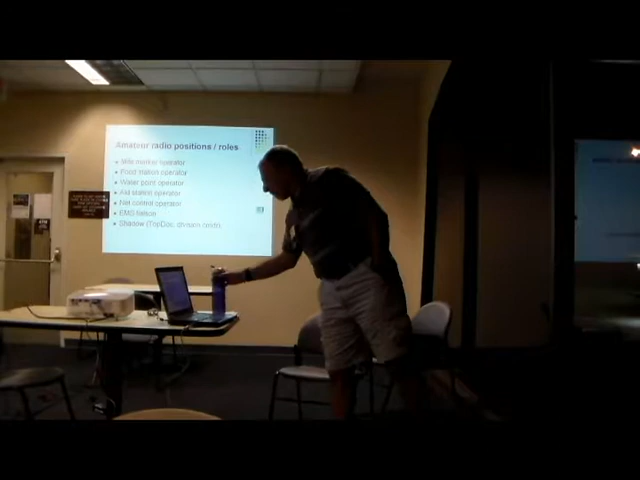 Amateur radio positions / roles
Mile marker operator
Food station operator
Water point operator
Aid station operator
Net control operator
EMS liaison
Shadow (TopDoc, division